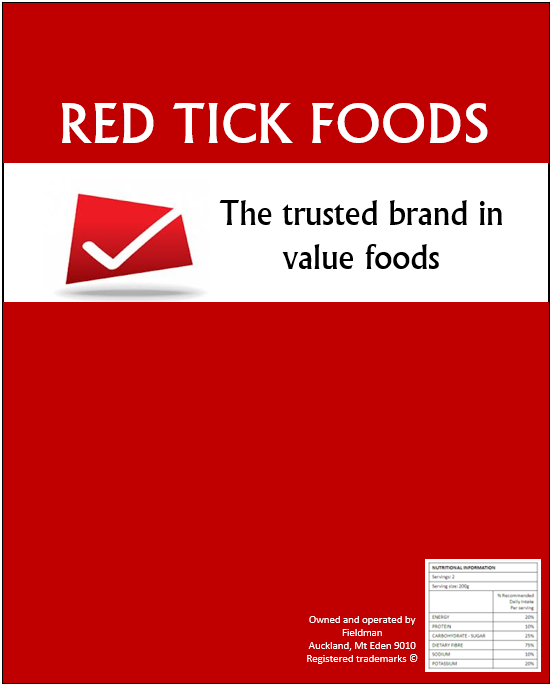 RED TICK FOODS
The trusted brand in
value foods
Owned and operated by
Fieldman
Auckland, Mt Eden 9010
Registered trademarks ©
NUTRITIONAL INFORMATION
Servings: 2
Serving size: 200g
% Recommended
Daily Intake
Per serving
ENERGY 20%
PROTEIN 10%
CARBOHYDRATE - SUGAR 25%
DIETARY FIBRE 75%
SODIUM 10%
POTASSIUM 20%